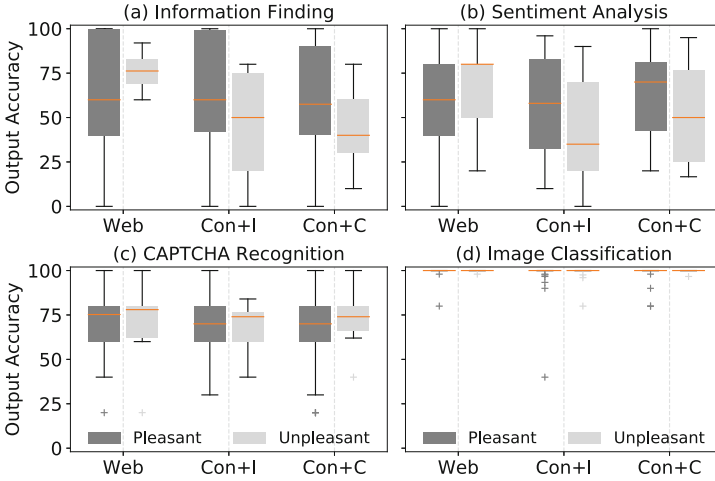 (a) Information Finding
(b) Sentiment Analysis
Output Accuracy
100
75
50
25
0
Web
Con+I
Con+C
Web
Con+I
Con+C
(c) CAPTCHA Recognition
(d) Image Classification
Output Accuracy
100
75
50
25
0
Pleasant
Unpleasant
Pleasant
Unpleasant
Web
Con+I
Con+C
Web
Con+I
Con+C